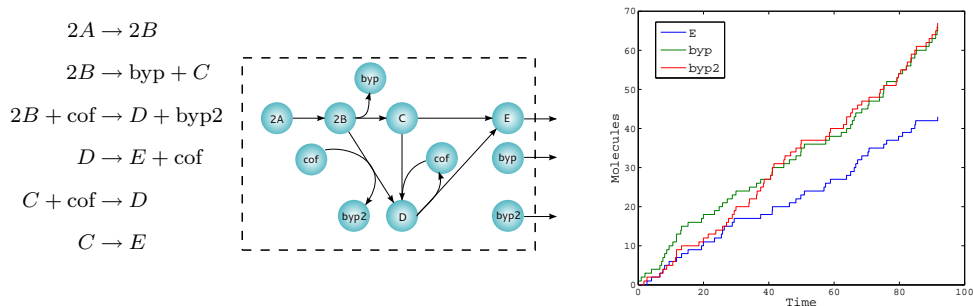 2A → 2B
2B → byp + C
2B + cof → D + byp2
D → E + cof
C + cof → D
C → E
byp
2A
2B
C
E
cof
cof
byp
byp2
D
byp2
E
byp
byp2
Molecules
70
60
50
40
30
20
10
0
0
20
40
60
80
100
Time